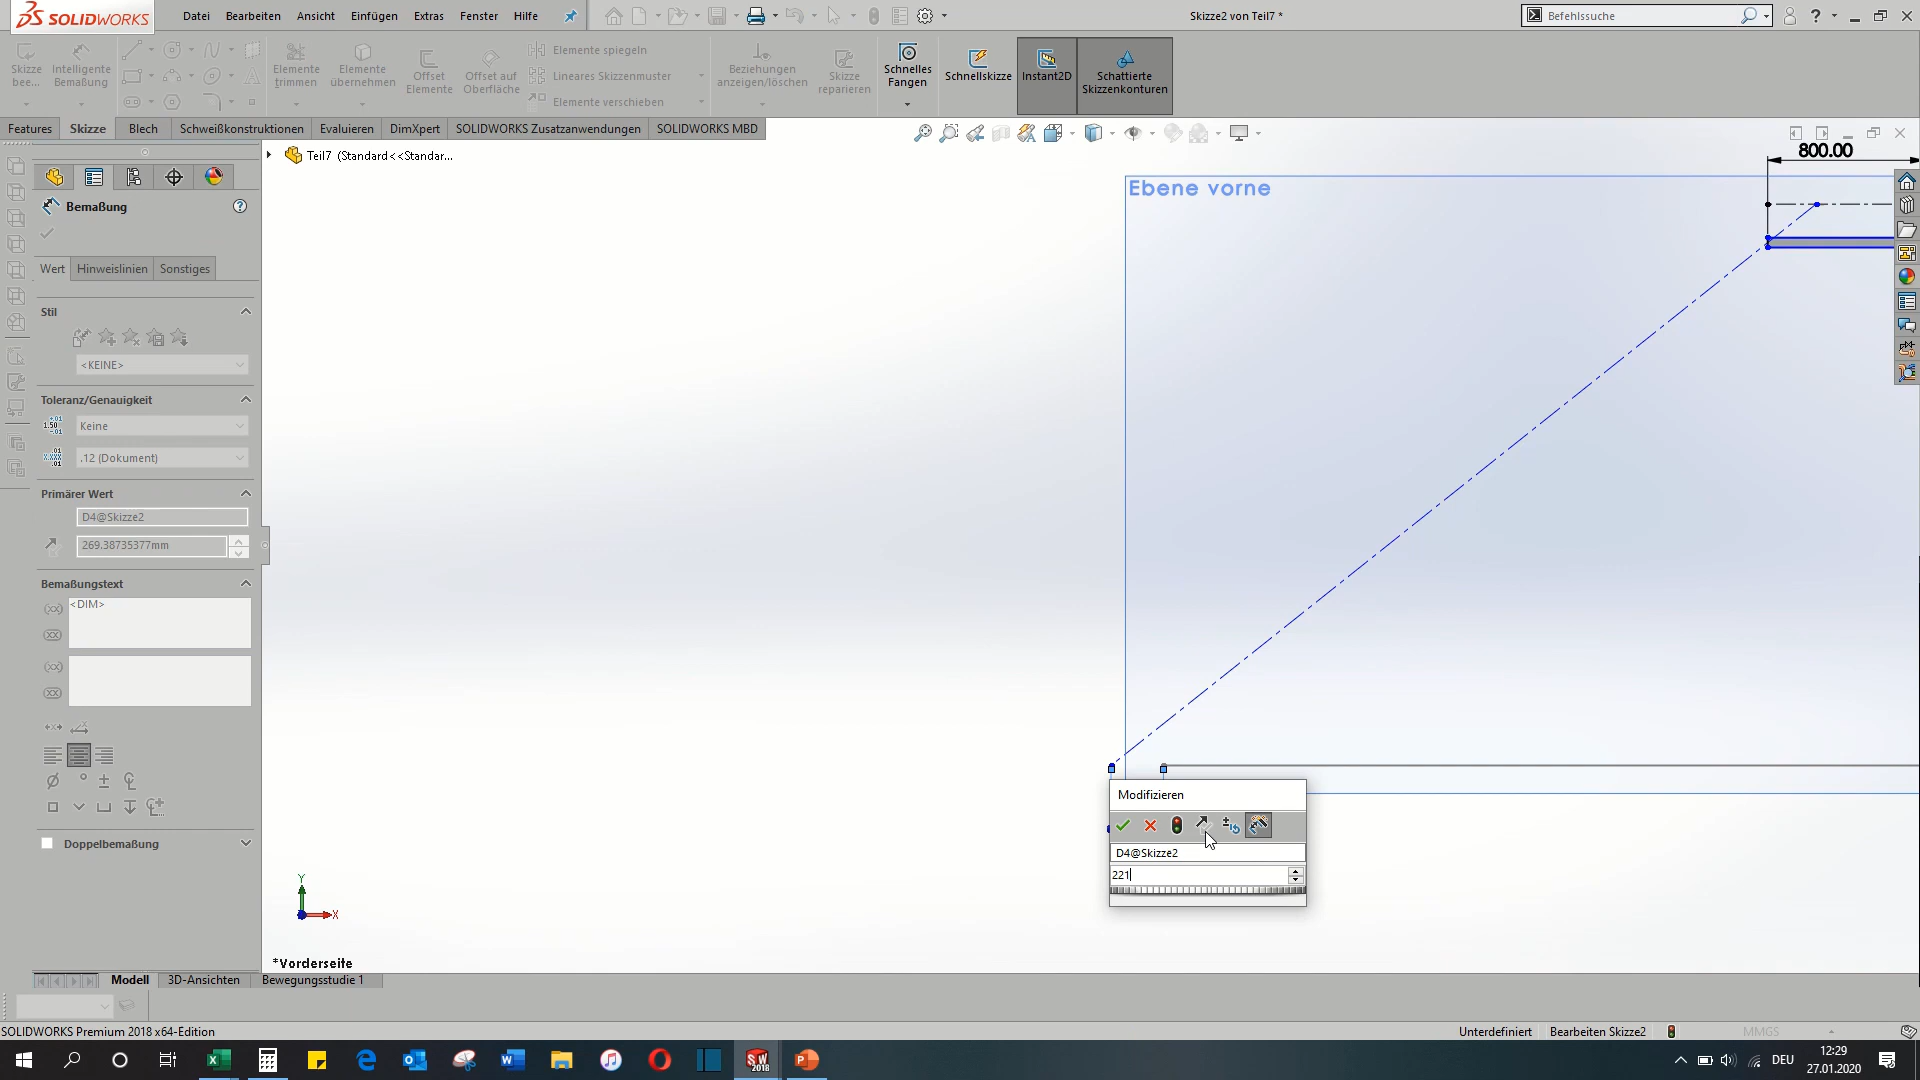 SOLIDWORKS
Datei Bearbeiten Ansicht Einfügen Extras Fenster Hilfe
Skizze2 von Teil7 *
Befehlssuche
Skizze bee...
Intelligente Bemaßung
Elemente trimmen
Elemente übernehmen
Offset Elemente
Offset auf Oberfläche
Elemente spiegeln
Lineares Skizzenmuster
Elemente verschieben
Beziehungen anzeigen/löschen
Skizze reparieren
Schnelles Fangen
Schnellskizze
Instant2D
Schattierte Skizzenkonturen
Features Skizze Blech Schweißkonstruktionen Evaluieren DimXpert SOLIDWORKS Zusatzanwendungen SOLIDWORKS MBD
Teil7 (Standard<<Standar...
800.00
Ebene vorne
Bemaßung
Wert Hinweislinien Sonstiges
Stil
<KEINE>
Toleranz/Genauigkeit
Keine
.12 (Dokument)
Primärer Wert
D4@Skizze2
269.38735377mm
Bemaßungstext
<DIM>
Doppelbemaßung
Modifizieren
D4@Skizze2
221
Y
X
*Vorderseite
Modell 3D-Ansichten Bewegungsstudie 1
SOLIDWORKS Premium 2018 x64-Edition
Unterdefiniert Bearbeiten Skizze2 MMGS
DEU
12:29
27.01.2020